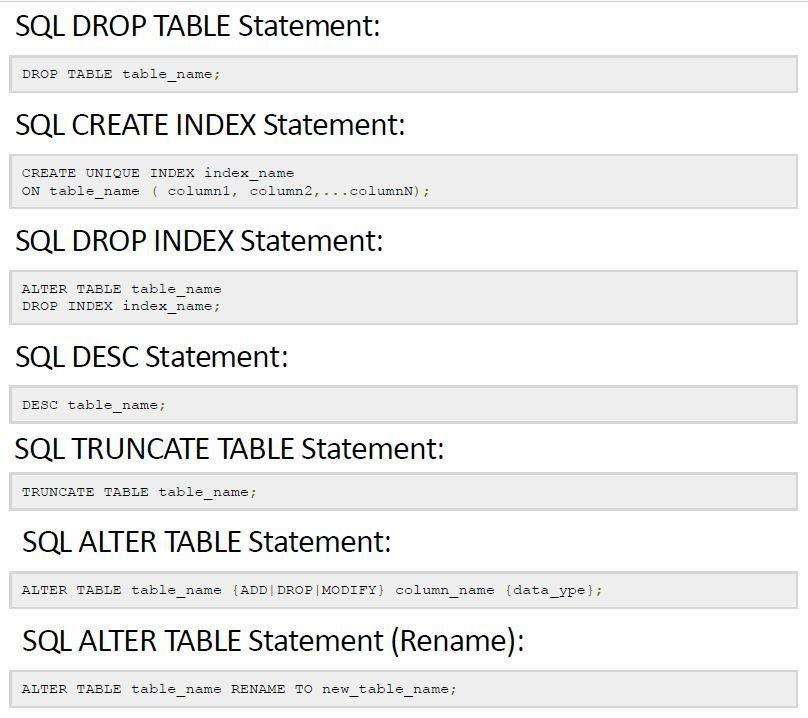 SQL DROP TABLE Statement:
DROP TABLE table_name;
SQL CREATE INDEX Statement:
CREATE UNIQUE INDEX index_name
ON table_name ( column1, column2,...columnN);
SQL DROP INDEX Statement:
ALTER TABLE table_name
DROP INDEX index_name;
SQL DESC Statement:
DESC table_name;
SQL TRUNCATE TABLE Statement:
TRUNCATE TABLE table_name;
SQL ALTER TABLE Statement:
ALTER TABLE table_name {ADD|DROP|MODIFY} column_name {data_ype};
SQL ALTER TABLE Statement (Rename):
ALTER TABLE table_name RENAME TO new_table_name;